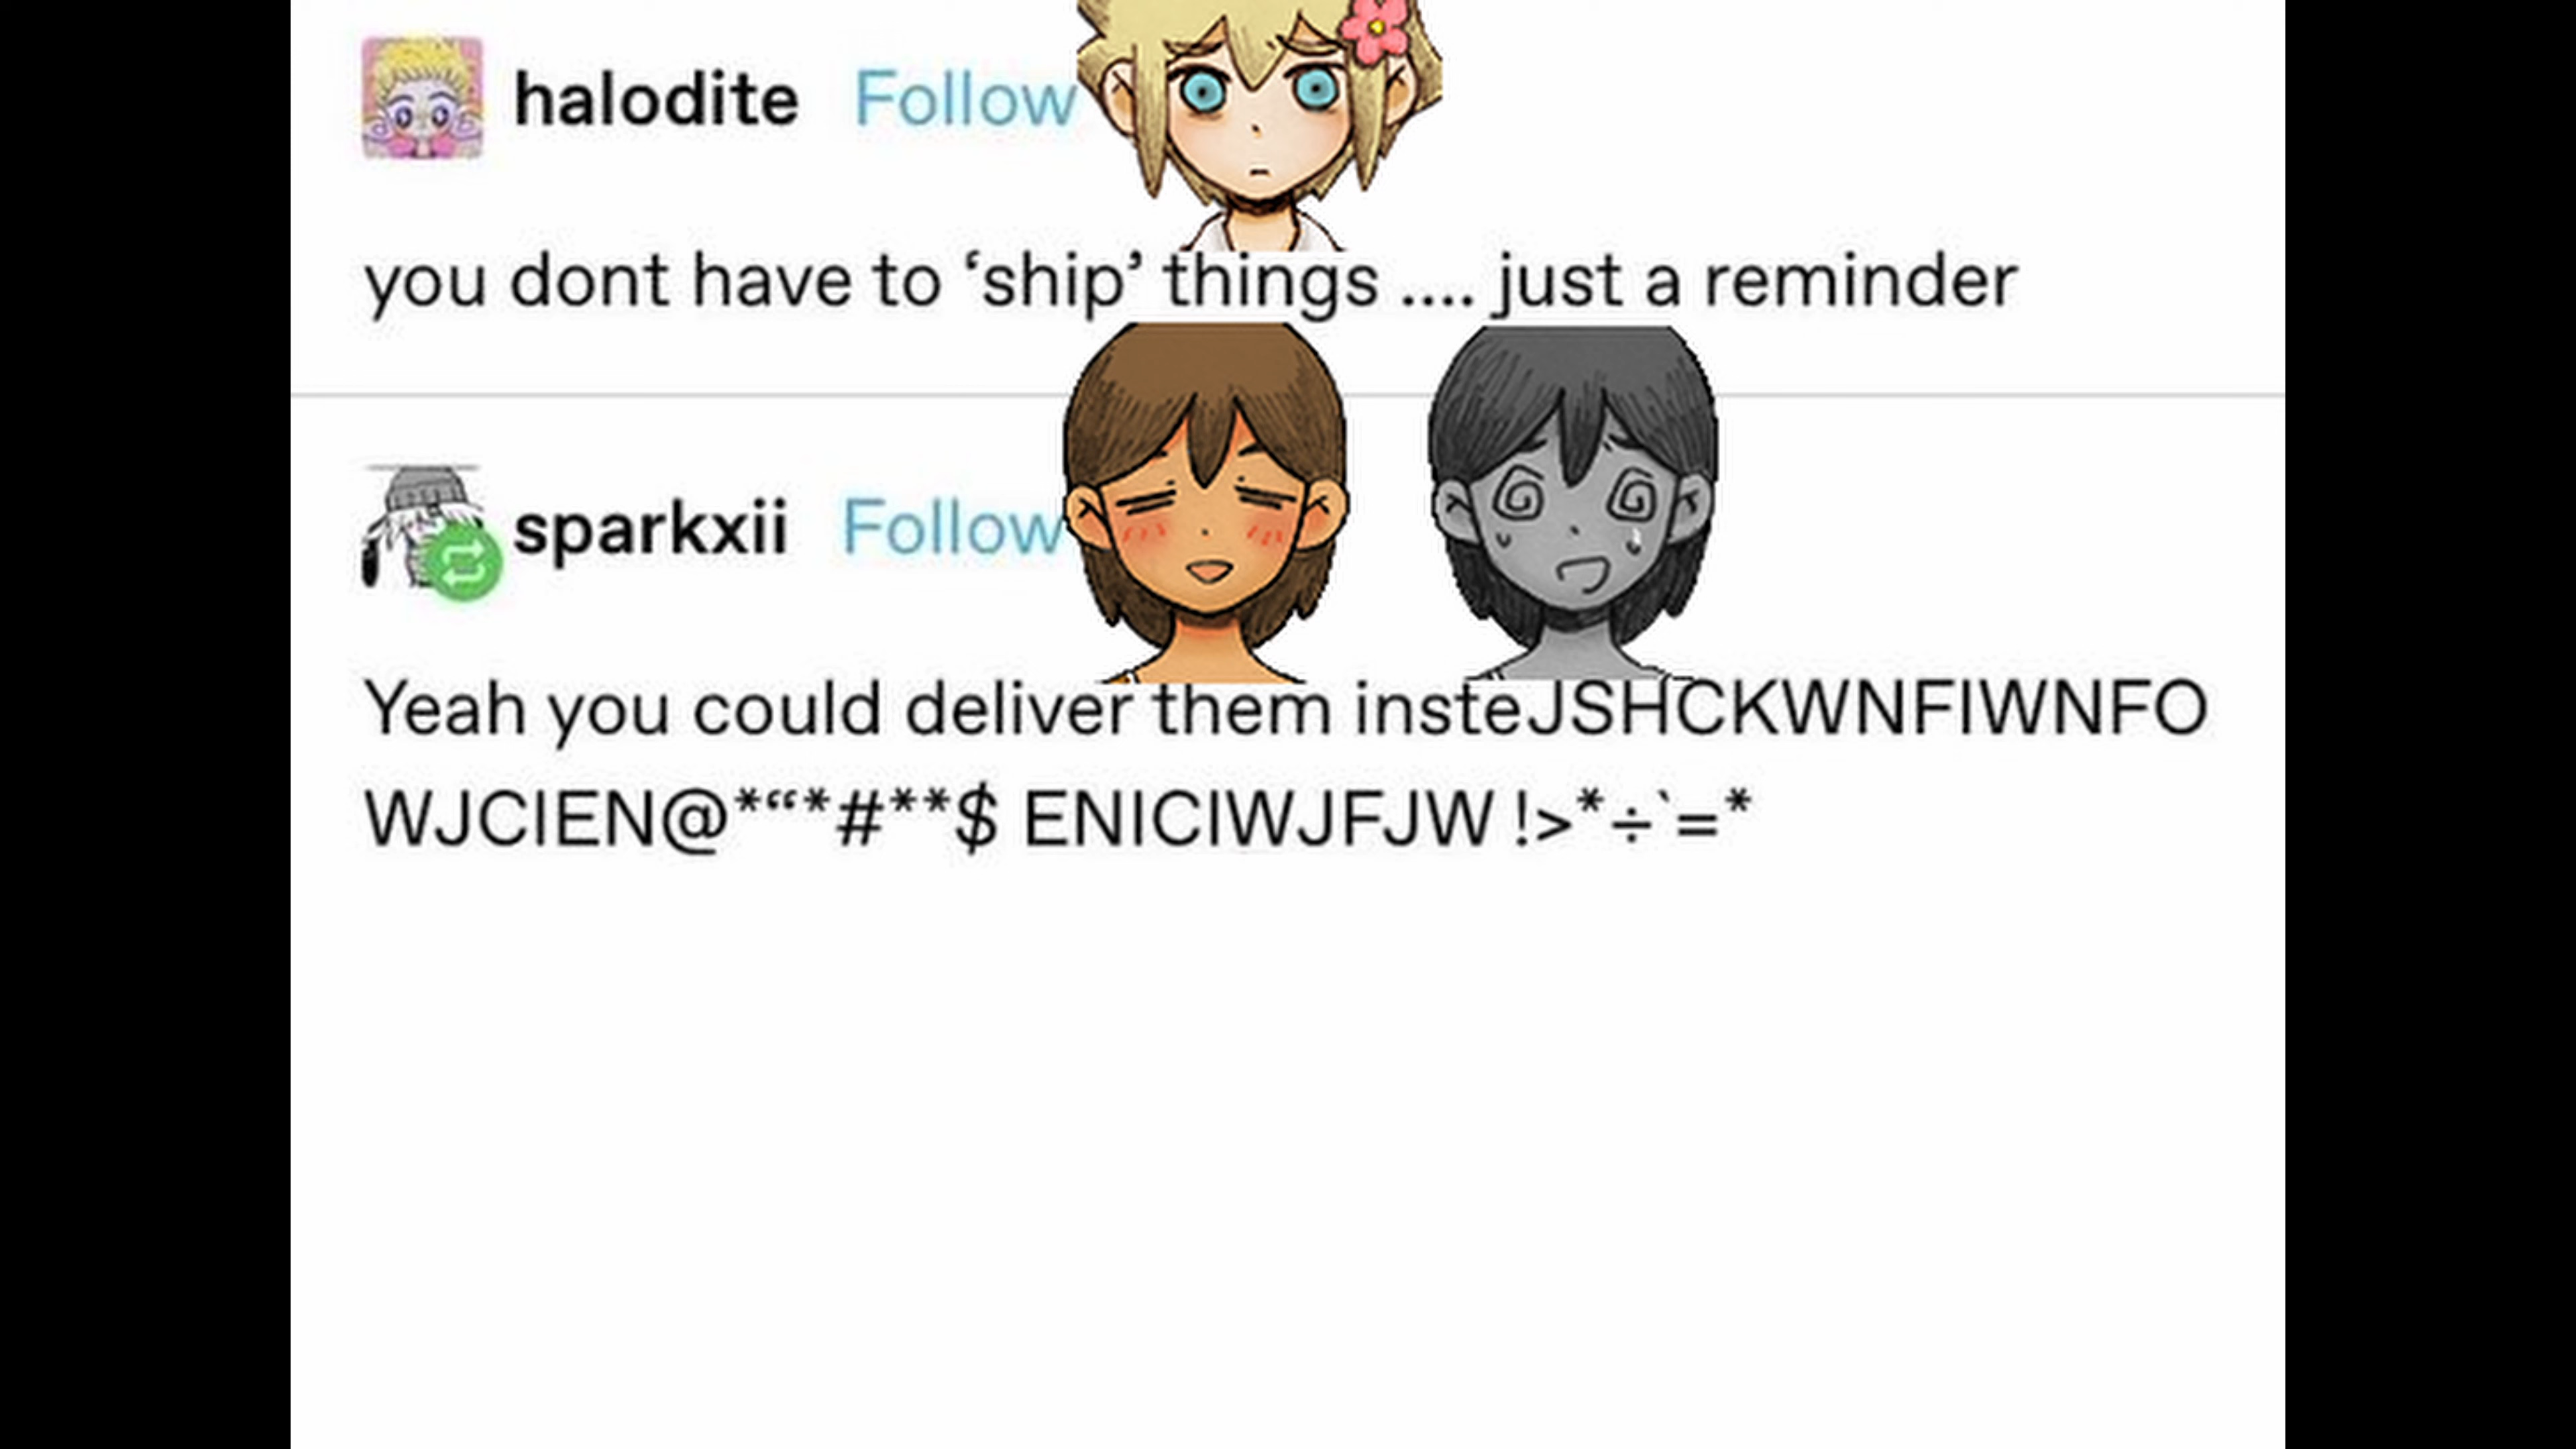 halodite Follow
you dont have to ‘ship’ things .... just a reminder
sparkxii Follow
Yeah you could deliver them insteJSHCKWNFIWNFO
WJCIEN@*“*#**$ ENICIWJFJW !>*÷`=*